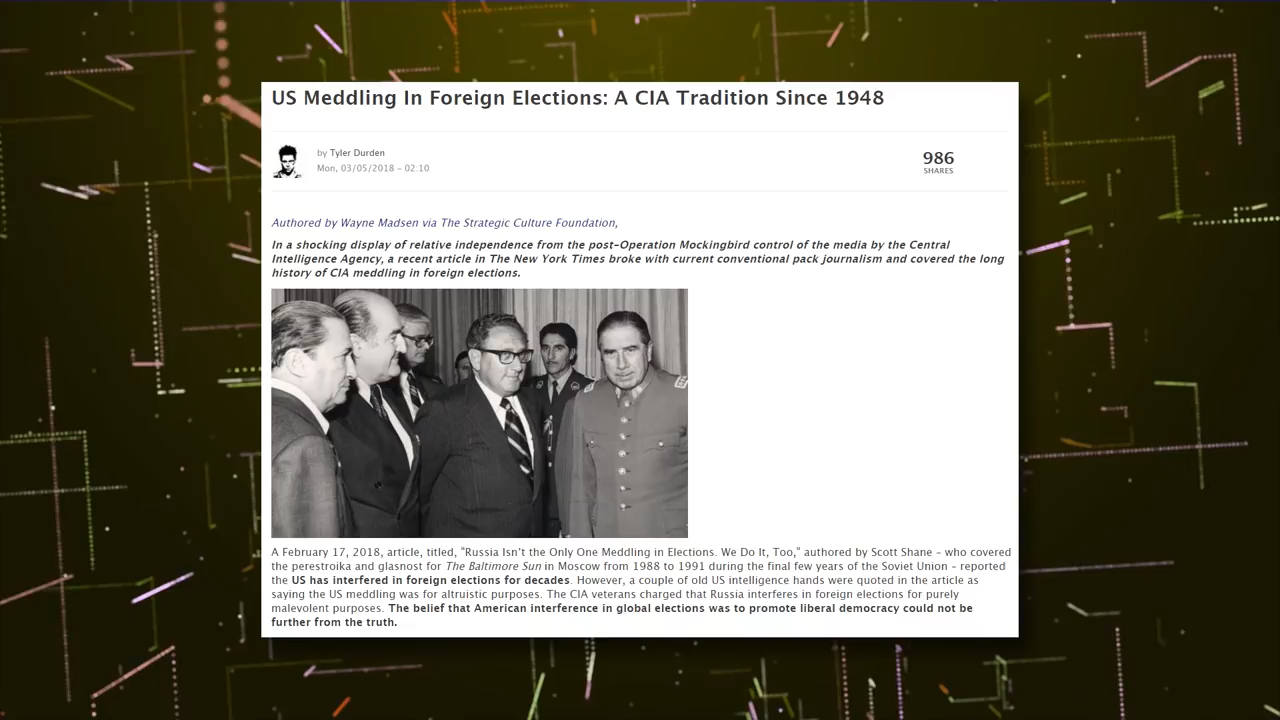 US Meddling In Foreign Elections: A CIA Tradition Since 1948
by Tyler Durden
Mon, 03/05/2018 - 02:10
986
SHARES
Authored by Wayne Madsen via The Strategic Culture Foundation,
In a shocking display of relative independence from the post-Operation Mockingbird control of the media by the Central
Intelligence Agency, a recent article in The New York Times broke with current conventional pack journalism and covered the long
history of CIA meddling in foreign elections.
A February 17, 2018, article, titled, "Russia Isn't the Only One Meddling in Elections. We Do It, Too," authored by Scott Shane – who covered
the perestroika and glasnost for The Baltimore Sun in Moscow from 1988 to 1991 during the final few years of the Soviet Union – reported
the US has interfered in foreign elections for decades. However, a couple of old US intelligence hands were quoted in the article as
saying the US meddling was for altruistic purposes. The CIA veterans charged that Russia interferes in foreign elections for purely
malevolent purposes. The belief that American interference in global elections was to promote liberal democracy could not be
further from the truth.